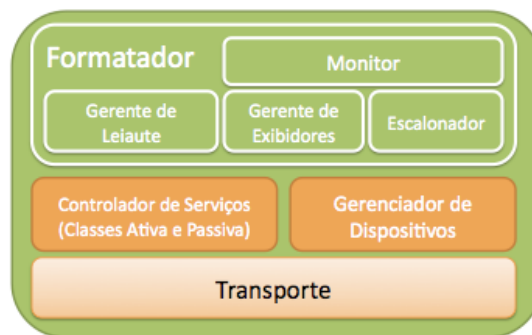 Formatador
Monitor
Gerente de
Leiaute
Gerente de
Exibidores
Escalonador
Controlador de Serviços
(Classes Ativa e Passiva)
Gerenciador de
Dispositivos
Transporte